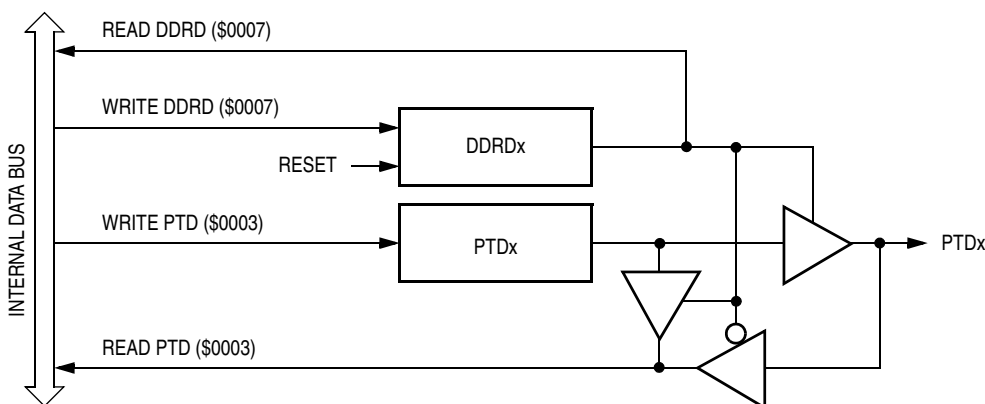 READ DDRD ($0007)
WRITE DDRD ($0007)
DDRDx
RESET
INTERNAL DATA BUS
WRITE PTD ($0003)
PTDx
PTDx
READ PTD ($0003)